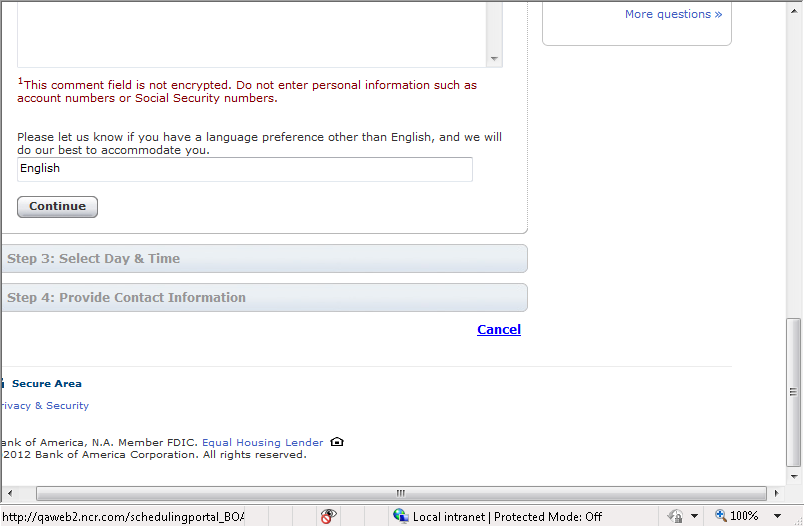 More questions »
1This comment field is not encrypted. Do not enter personal information such as
account numbers or Social Security numbers.
Please let us know if you have a language preference other than English, and we will
do our best to accommodate you.
English
Continue
Step 3: Select Day & Time
Step 4: Provide Contact Information
Cancel
Secure Area
rivacy & Security
ank of America, N.A. Member FDIC. Equal Housing Lender
2012 Bank of America Corporation. All rights reserved.
http://qaweb2.ncr.com/schedulingportal_BOA
Local intranet | Protected Mode: Off
100%